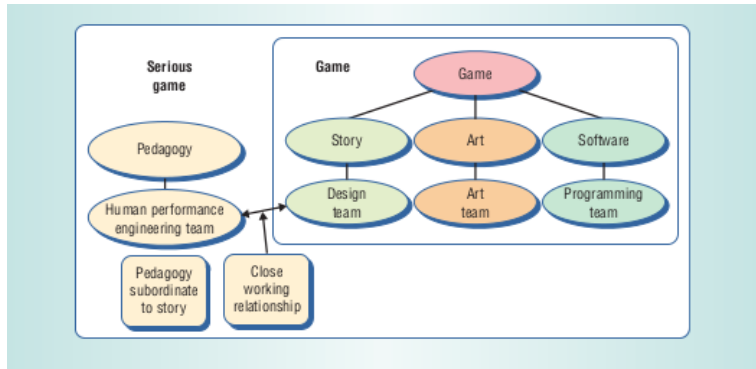 Serious
game
Game
Game
Story
Art
Software
Pedagogy
Design
team
Art
team
Programming
team
Human performance
engineering team
Pedagogy
subordinate
to story
Close
working
relationship